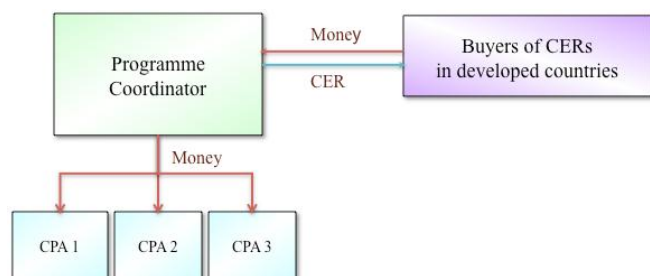 Money
Programme
Coordinator
Buyers of CERs
in developed countries
CER
Money
CPA 1
CPA 2
CPA 3